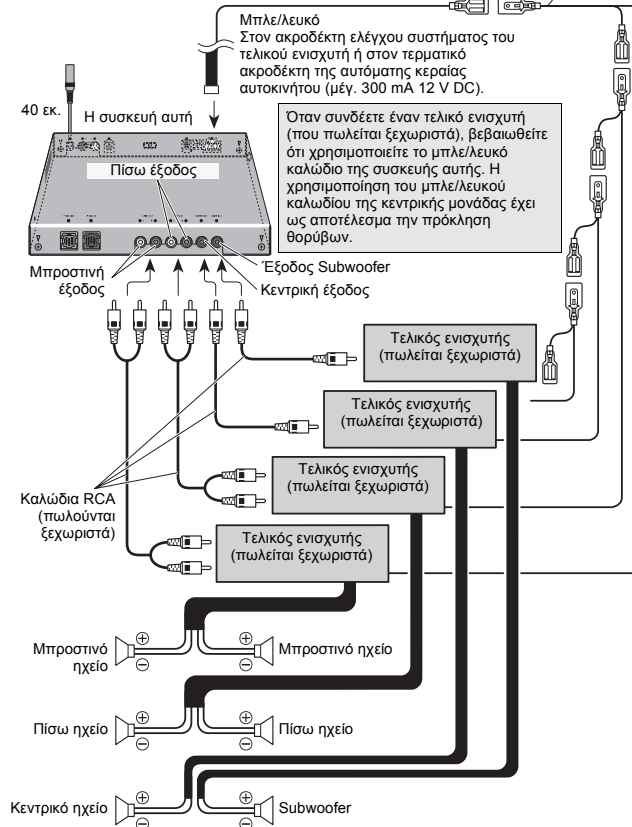 Μπλε/λευκό
Στον ακροδέκτη ελέγχου συστήματος του
τελικού ενισχυτή ή στον τερματικό
ακροδέκτη της αυτόματης κεραίας
αυτοκινήτου (μέγ. 300 mA 12 V DC).
40 εκ.
Η συσκευή αυτή
Όταν συνδέετε έναν τελικό ενισχυτή
(που πωλείται ξεχωριστά), βεβαιωθείτε
ότι χρησιμοποιείτε το μπλε/λευκό
καλώδιο της συσκευής αυτής. Η
χρησιμοποίηση του μπλε/λευκού
καλωδίου της κεντρικής μονάδας έχει
ως αποτέλεσμα την πρόκληση
θορύβων.
Πίσω έξοδος
Μπροστινή
έξοδος
Έξοδος Subwoofer
Κεντρική έξοδος
Τελικός ενισχυτής
(πωλείται ξεχωριστά)
Τελικός ενισχυτής
(πωλείται ξεχωριστά)
Τελικός ενισχυτής
(πωλείται ξεχωριστά)
Καλώδια RCA
(πωλούνται
ξεχωριστά)
Τελικός ενισχυτής
(πωλείται ξεχωριστά)
Μπροστινό
ηχείο
⊕
⊖
⊕
⊖
Μπροστινό ηχείο
Πίσω ηχείο
⊕
⊖
⊕
⊖
Πίσω ηχείο
Κεντρικό ηχείο
⊕
⊖
⊕
⊖
Subwoofer